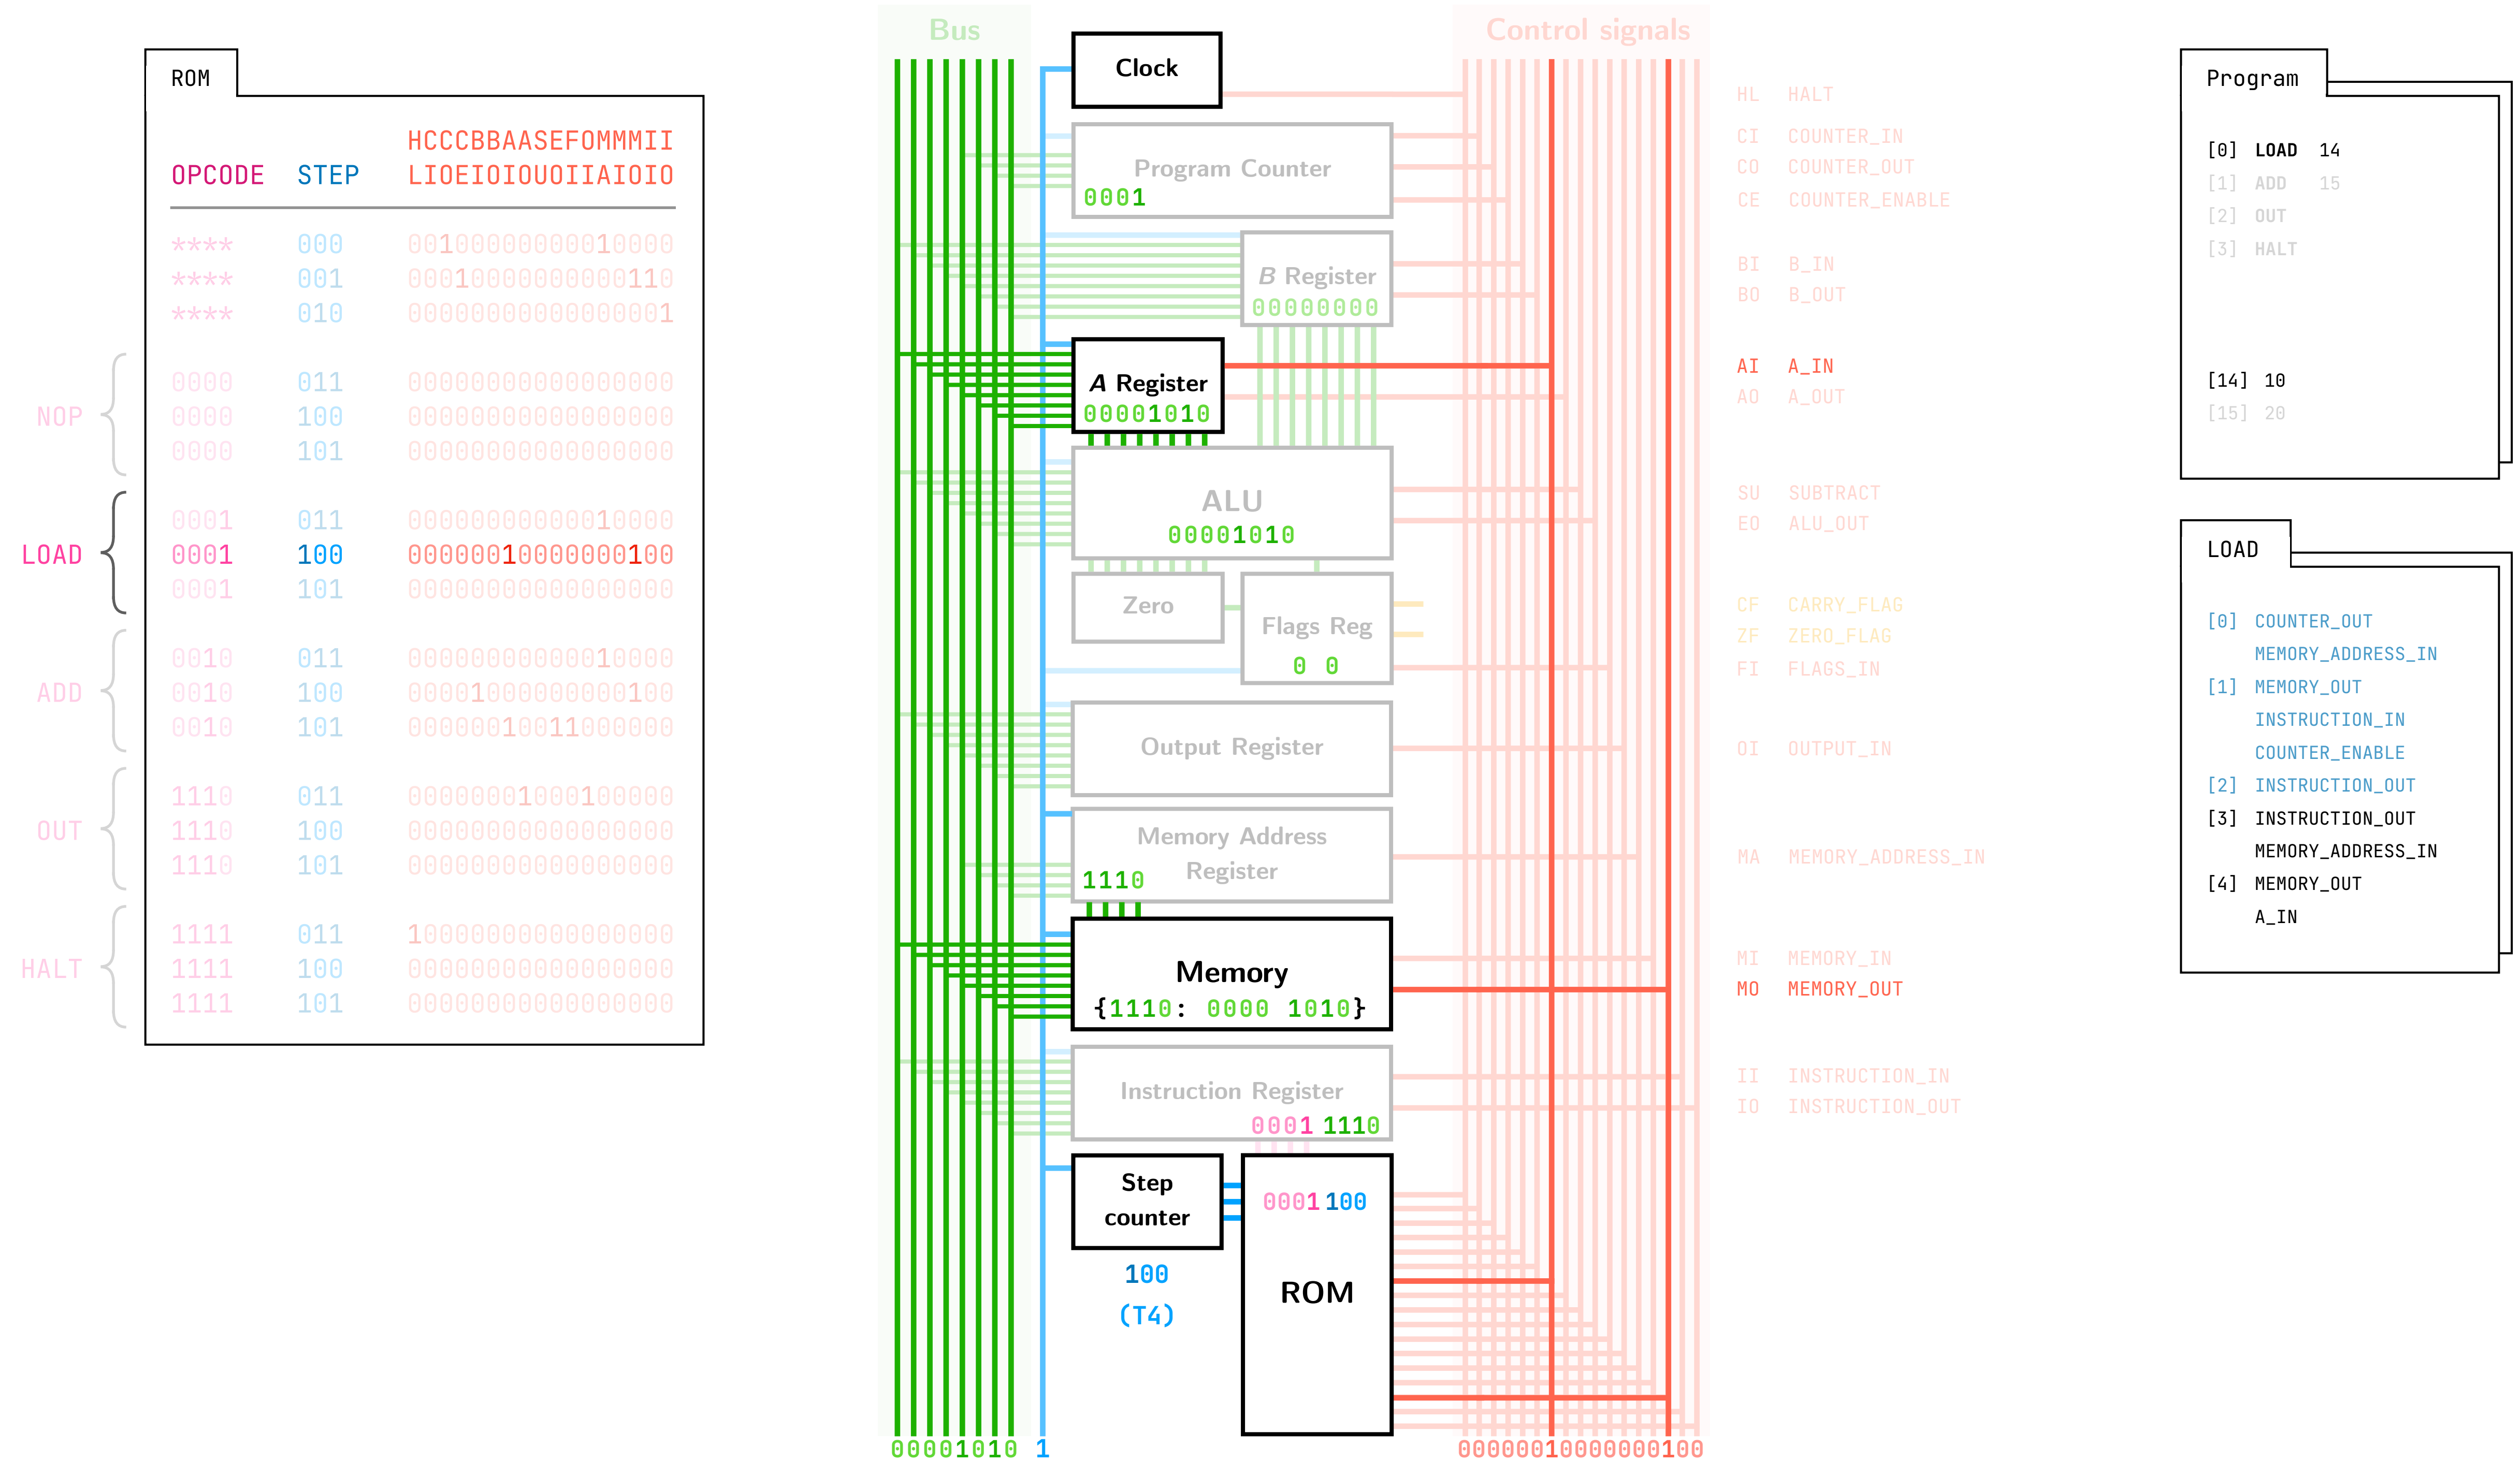 ROM
HCCCBBAASEFOMMMII
OPCODE STEP LIOEIOIOUOIIAIOIO
**** 000 00100000000010000
**** 001 00010000000000110
**** 010 00000000000000001
NOP
0000 011 00000000000000000
0000 100 00000000000000000
0000 101 00000000000000000
LOAD
0001 011 00000000000010000
0001 100 00000010000000100
0001 101 00000000000000000
ADD
0010 011 00000000000010000
0010 100 00001000000000100
0010 101 00000010011000000
OUT
1110 011 00000001000100000
1110 100 00000000000000000
1110 101 00000000000000000
HALT
1111 011 10000000000000000
1111 100 00000000000000000
1111 101 00000000000000000
Bus
Control signals
Clock
Program Counter
0001
B Register
00000000
A Register
00001010
ALU
00001010
Zero
Flags Reg
0 0
Output Register
Memory Address
Register
1110
Memory
{1110: 0000 1010}
Instruction Register
0001 1110
Step
counter
100
(T4)
0001 100
ROM
00001010 1
00000010000000100
HL HALT
CI COUNTER_IN
CO COUNTER_OUT
CE COUNTER_ENABLE
BI B_IN
BO B_OUT
AI A_IN
AO A_OUT
SU SUBTRACT
EO ALU_OUT
CF CARRY_FLAG
ZF ZERO_FLAG
FI FLAGS_IN
OI OUTPUT_IN
MA MEMORY_ADDRESS_IN
MI MEMORY_IN
MO MEMORY_OUT
II INSTRUCTION_IN
IO INSTRUCTION_OUT
Program
[0] LOAD 14
[1] ADD 15
[2] OUT
[3] HALT
[14] 10
[15] 20
LOAD
[0] COUNTER_OUT
MEMORY_ADDRESS_IN
[1] MEMORY_OUT
INSTRUCTION_IN
COUNTER_ENABLE
[2] INSTRUCTION_OUT
[3] INSTRUCTION_OUT
MEMORY_ADDRESS_IN
[4] MEMORY_OUT
A_IN